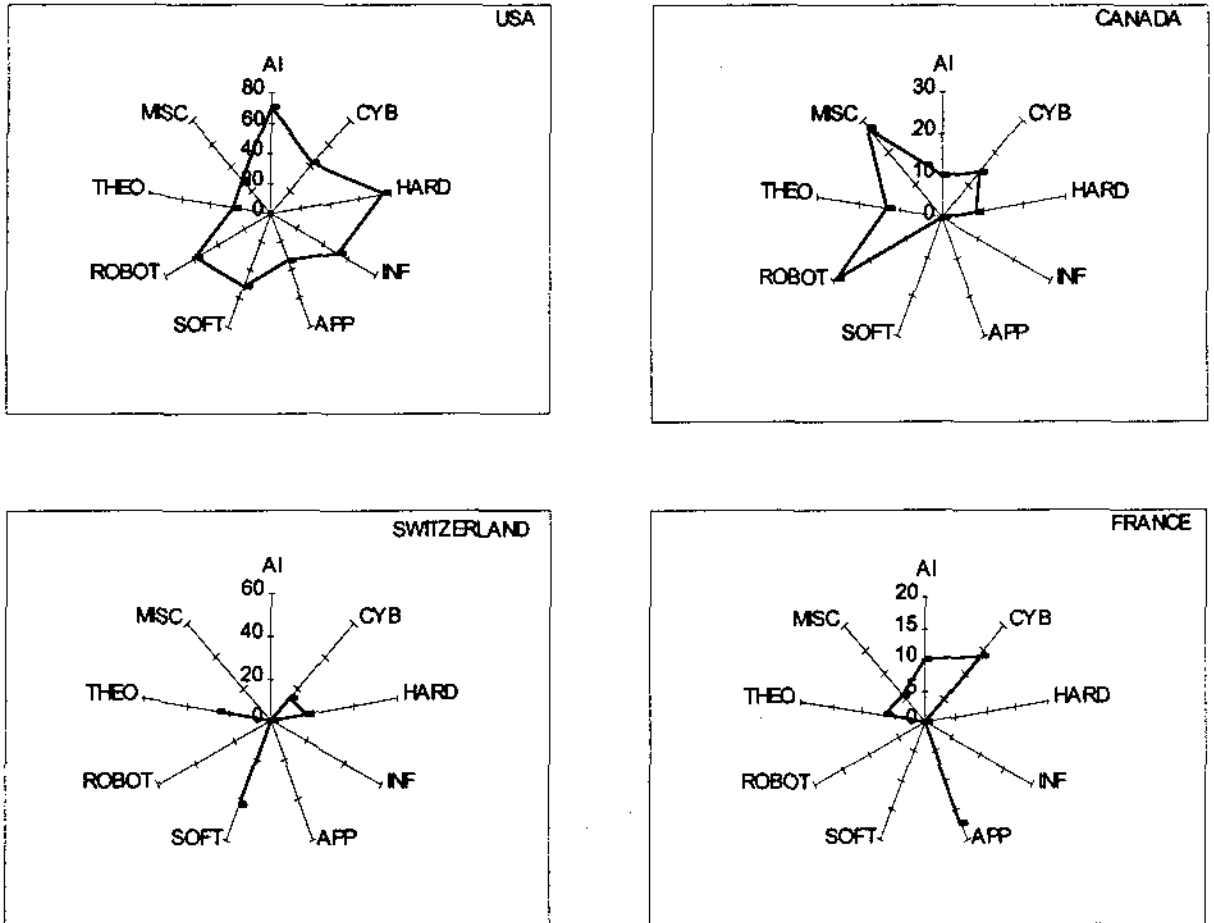 USA
AI
80
MISC
60
CYB
40
THEO
20
HARD
0
ROBOT
INF
SOFT
APP
CANADA
AI
30
MISC
20
CYB
10
THEO
0
HARD
ROBOT
INF
SOFT
APP
SWITZERLAND
AI
60
MISC
CYB
40
THEO
20
HARD
0
ROBOT
INF
SOFT
APP
FRANCE
AI
20
MISC
15
CYB
10
THEO
5
HARD
0
ROBOT
INF
SOFT
APP